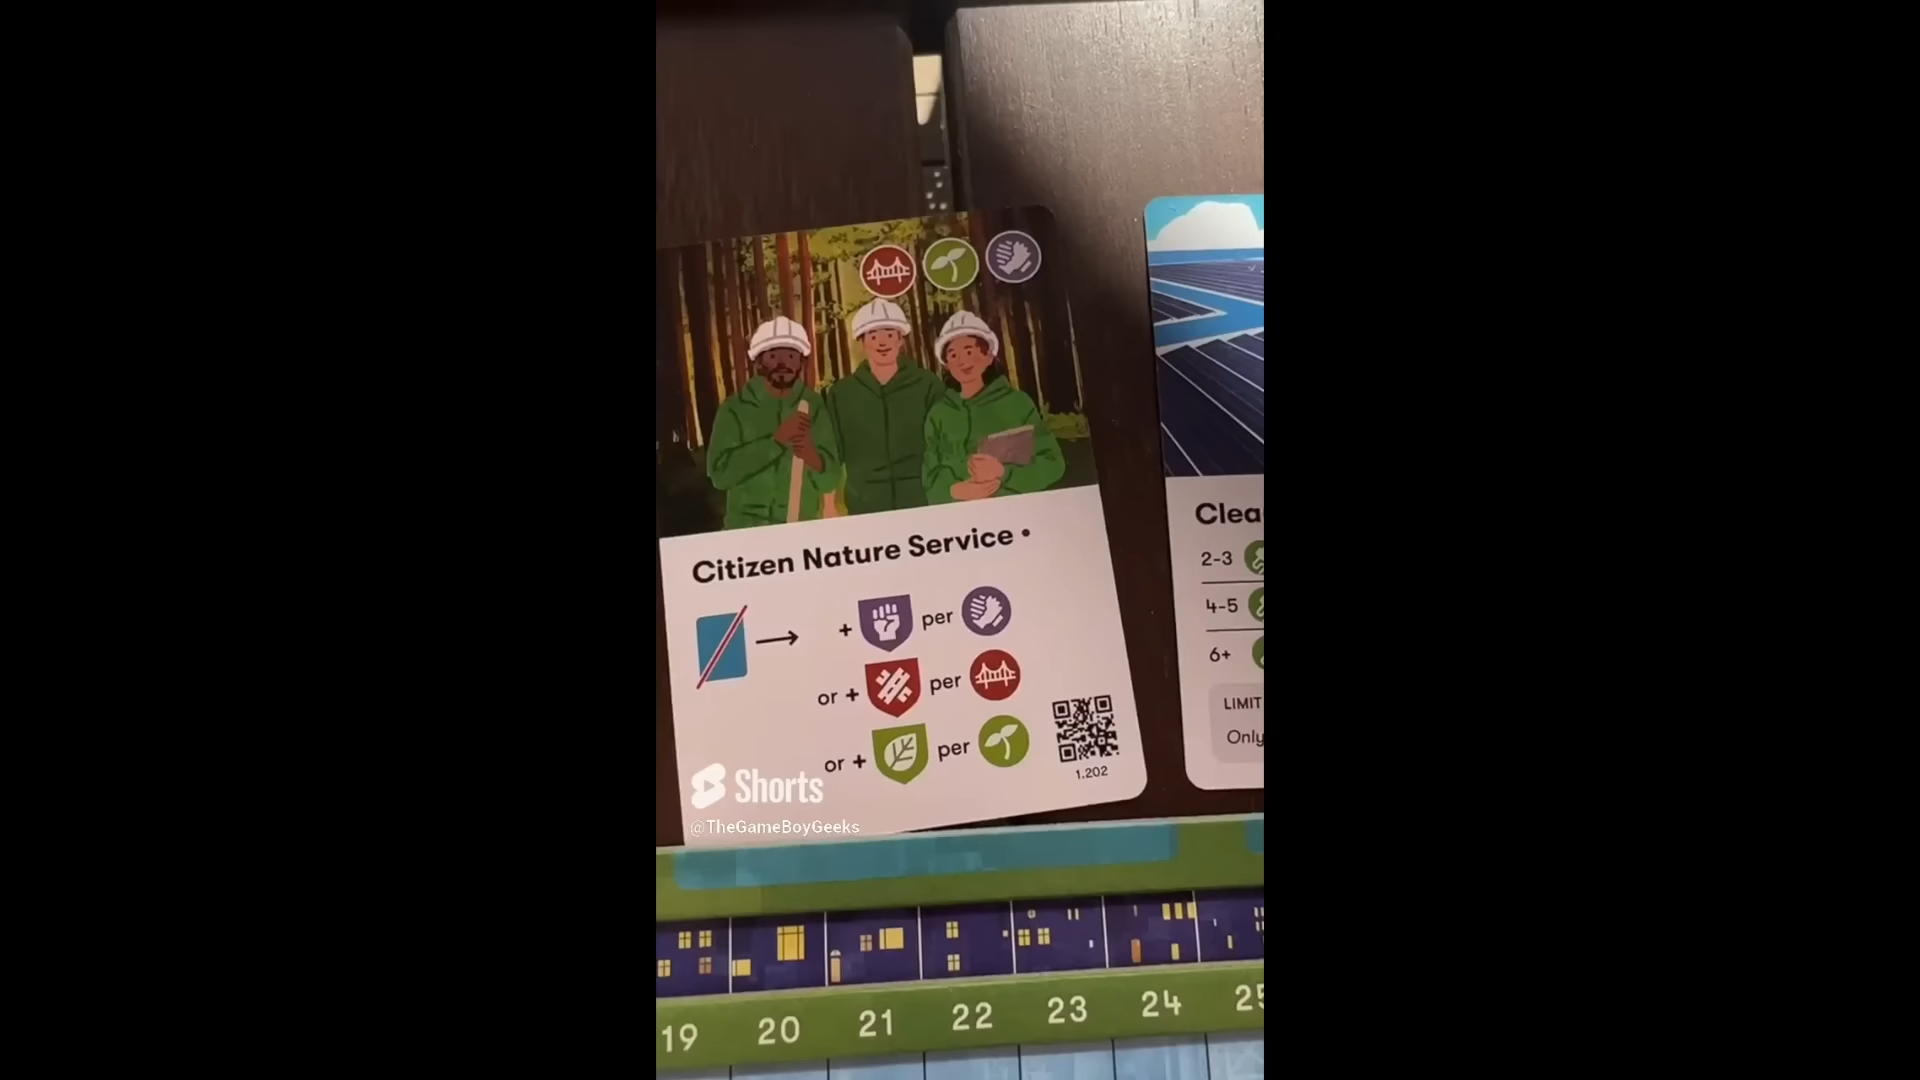 Citizen Nature Service •
+ per
or + per
or + per
1.202
Clea
2-3
4-5
6+
LIMIT
Only
Shorts
@TheGameBoyGeeks
19 20 21 22 23 24 25